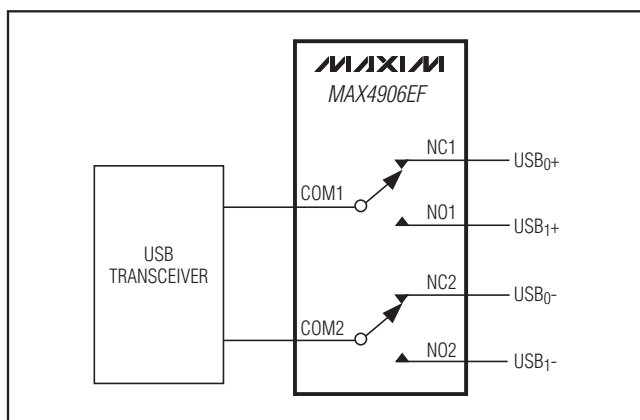 MAXIM
MAX4906EF
NC1
USB0+
COM1
NO1
USB1+
USB
TRANSCEIVER
NC2
USB0-
COM2
NO2
USB1-